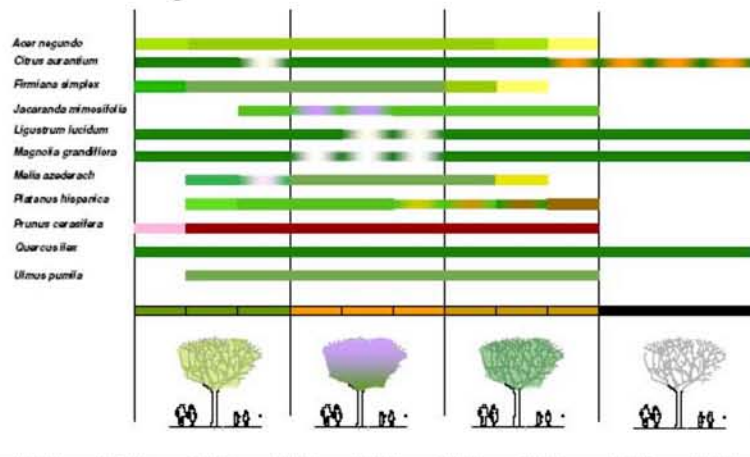 Acer negundo
Citrus aurantium
Firmiana simplex
Jacaranda mimosifolia
Ligustrum lucidum
Magnolia grandiflora
Melia azederach
Platanus hispanica
Prunus cerasifera
Quercus ilex
Ulmus pumila